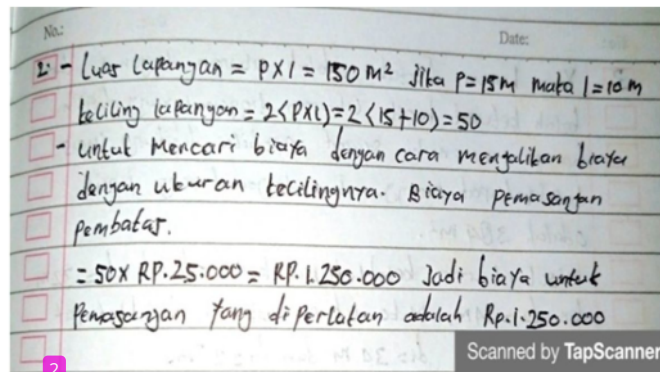 No.: Date:
2. - Luas Lapangan = P x l = 150 m² Jika P = 15 m maka l = 10 m
keliling lapangan = 2 < P x l ) = 2 < 15 + 10 ) = 50
- untuk Mencari biaya dengan cara mengalikan biaya
dengan ukuran kelilingnya. Biaya pemasangan
Pembatas.
= 50 x RP. 25.000 = RP. 1.250.000 Jadi biaya untuk
Pemasangan yang diperlukan adalah Rp. 1.250.000
Scanned by TapScanner
2